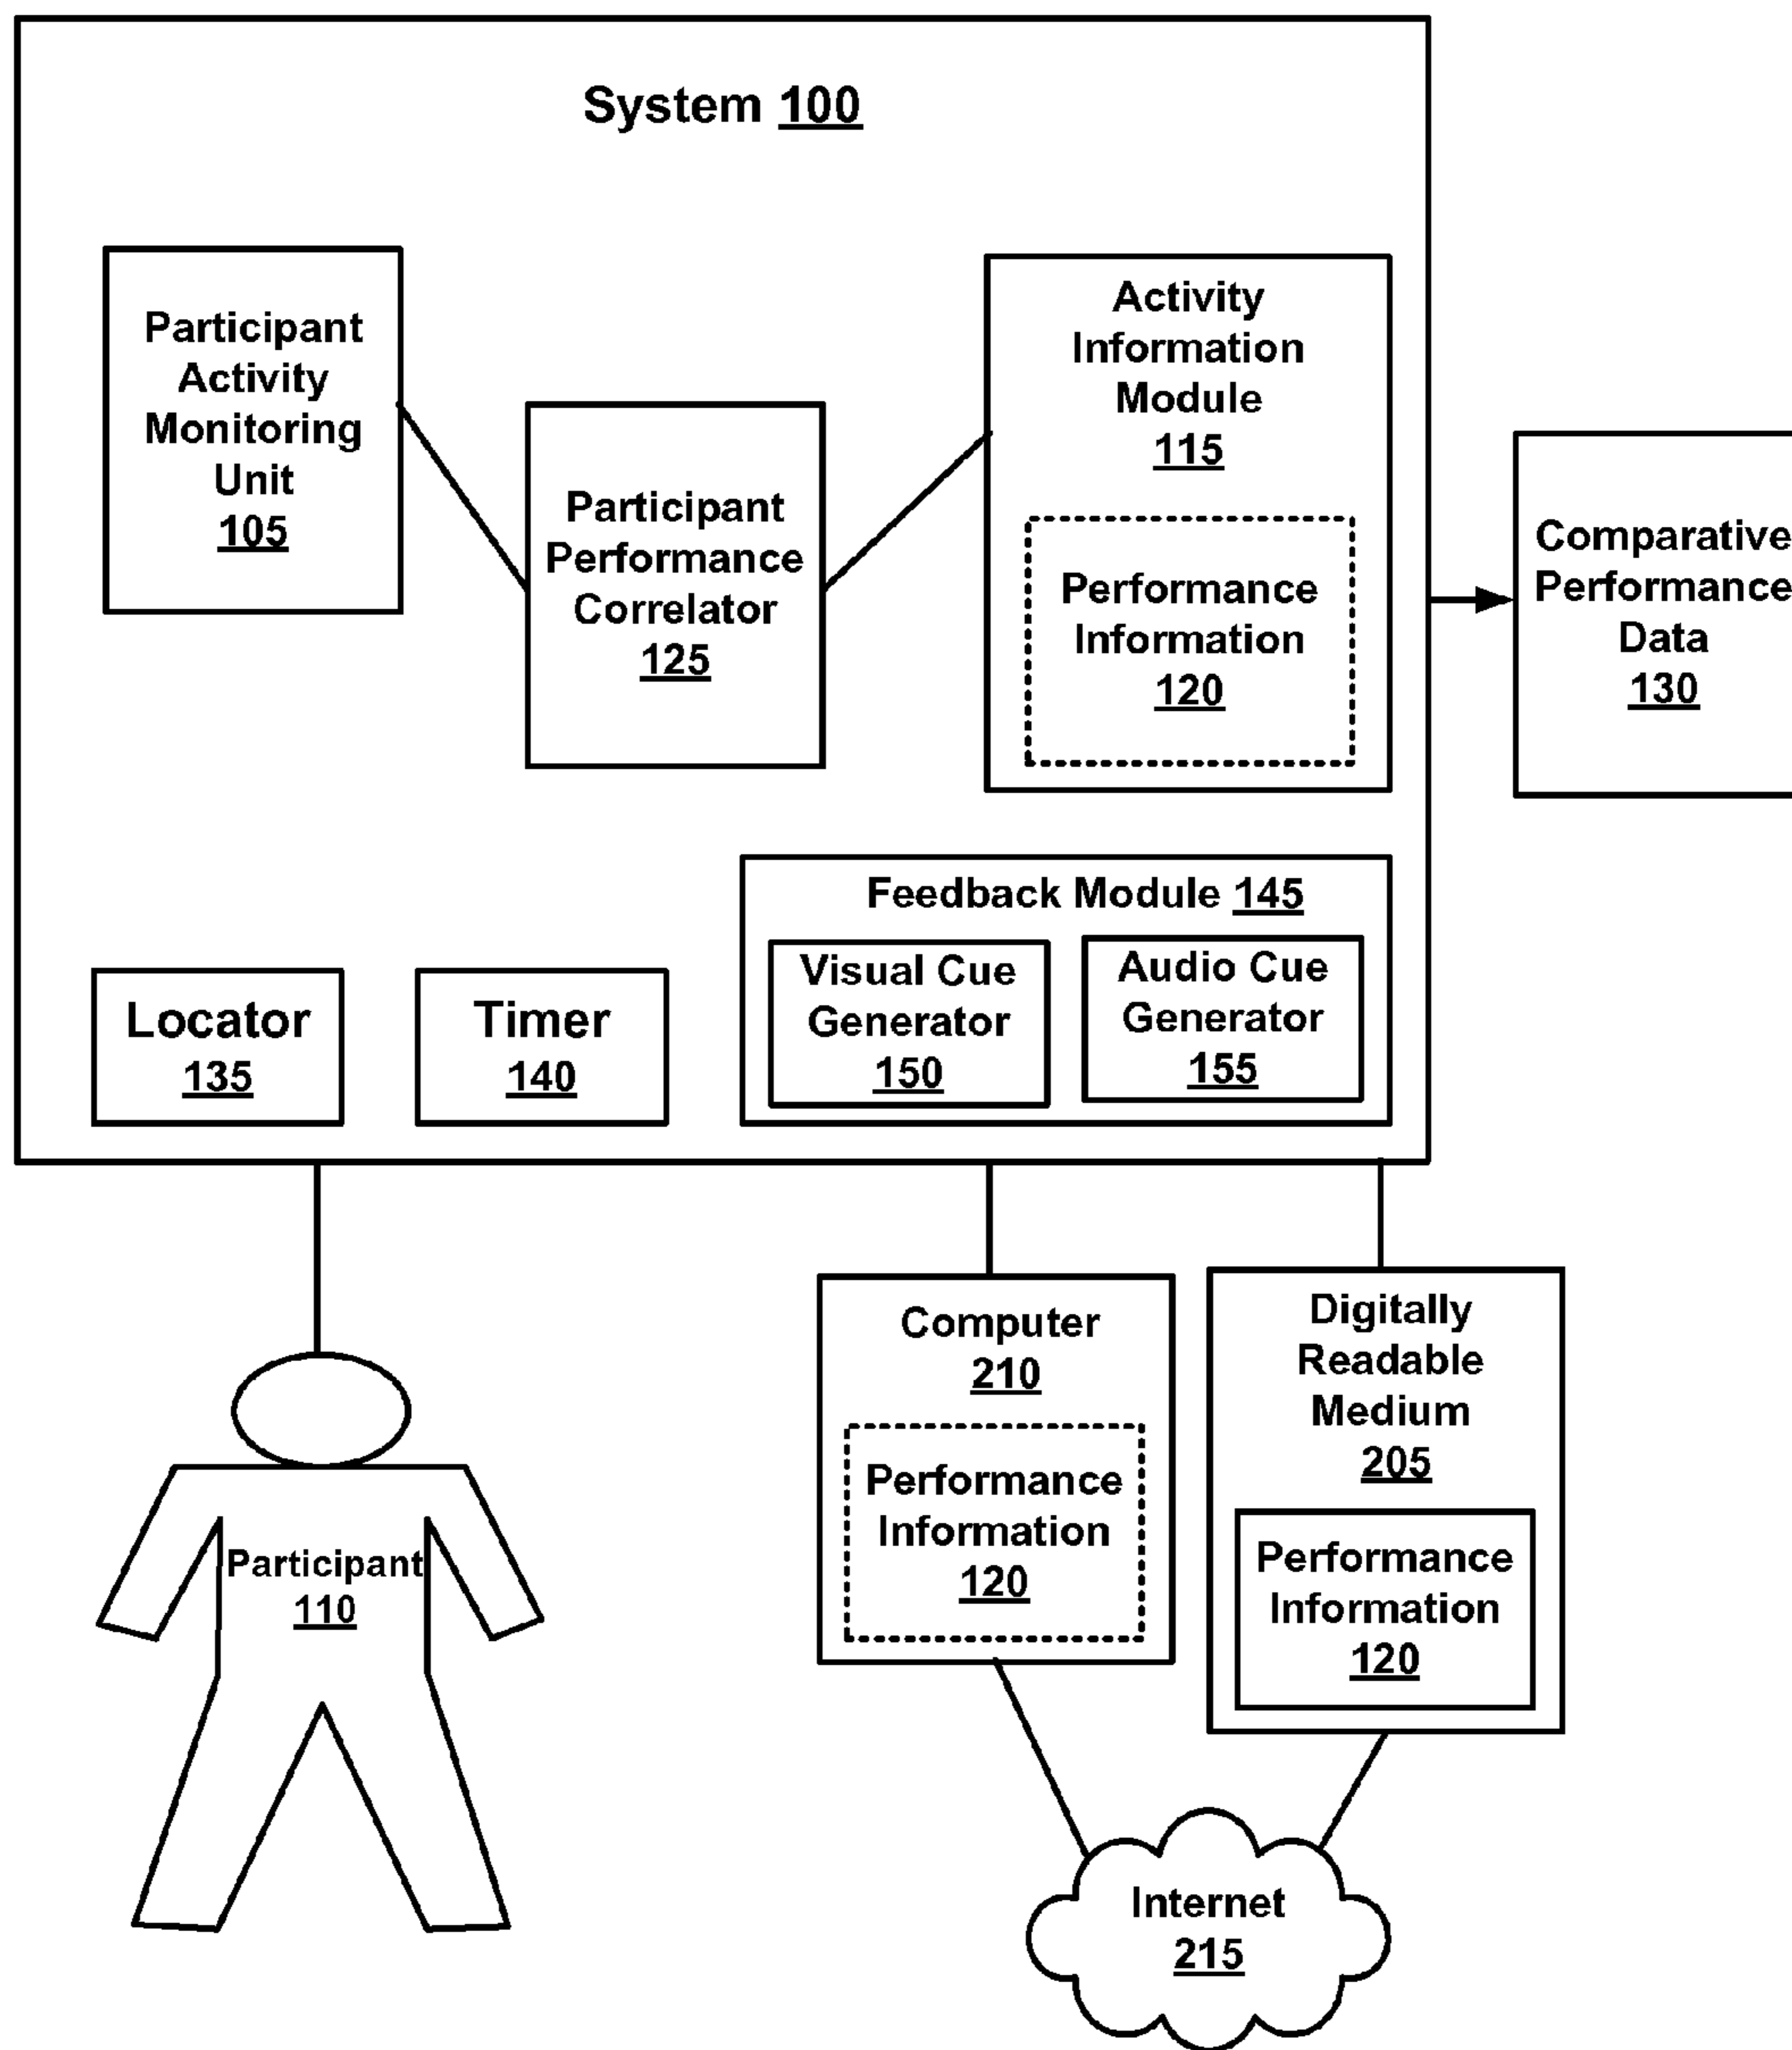 System 100
Participant
Activity
Monitoring
Unit
105
Participant
Performance
Correlator
125
Activity
Information
Module
115
Performance
Information
120
Comparative
Performance
Data
130
Locator
135
Timer
140
Feedback Module 145
Visual Cue
Generator
150
Audio Cue
Generator
155
Participant
110
Computer
210
Performance
Information
120
Digitally
Readable
Medium
205
Performance
Information
120
Internet
215